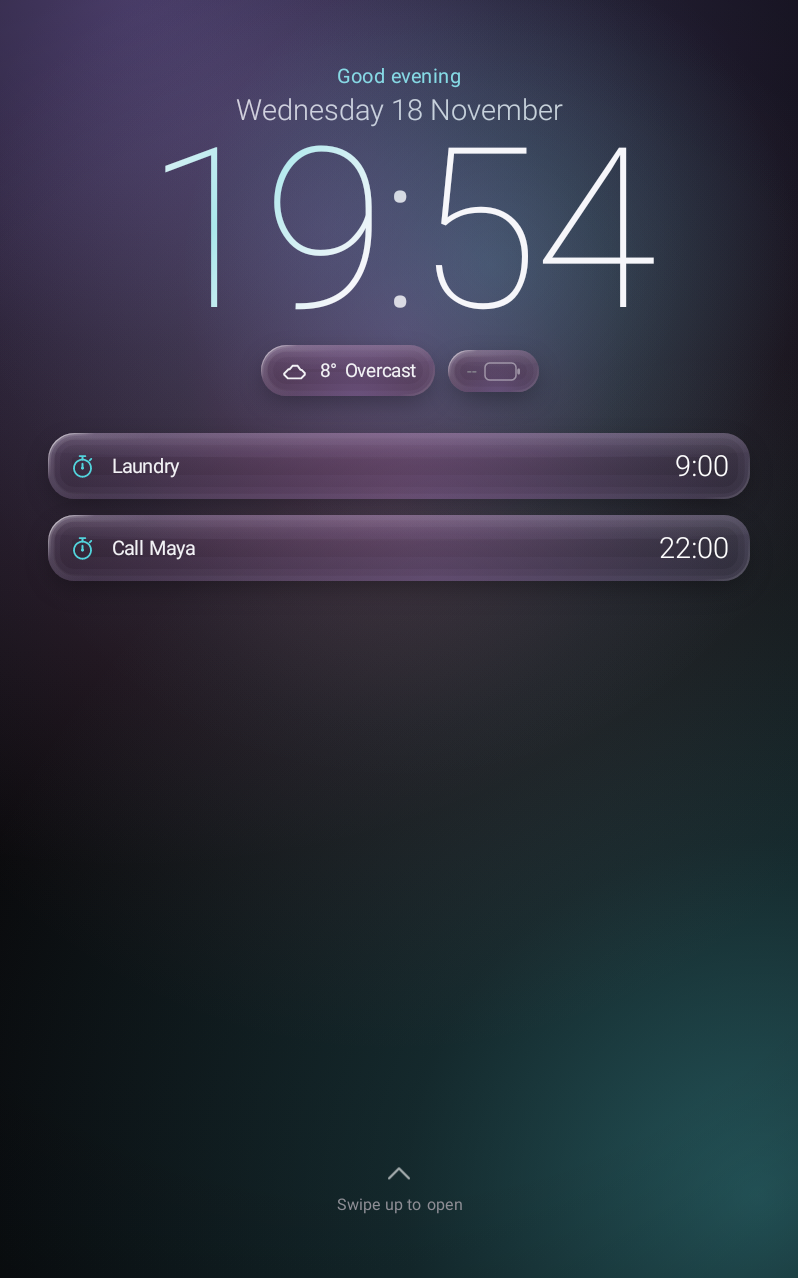 Good evening
Wednesday 18 November
19:54
8° Overcast
--
Laundry 9:00
Call Maya 22:00
Swipe up to open